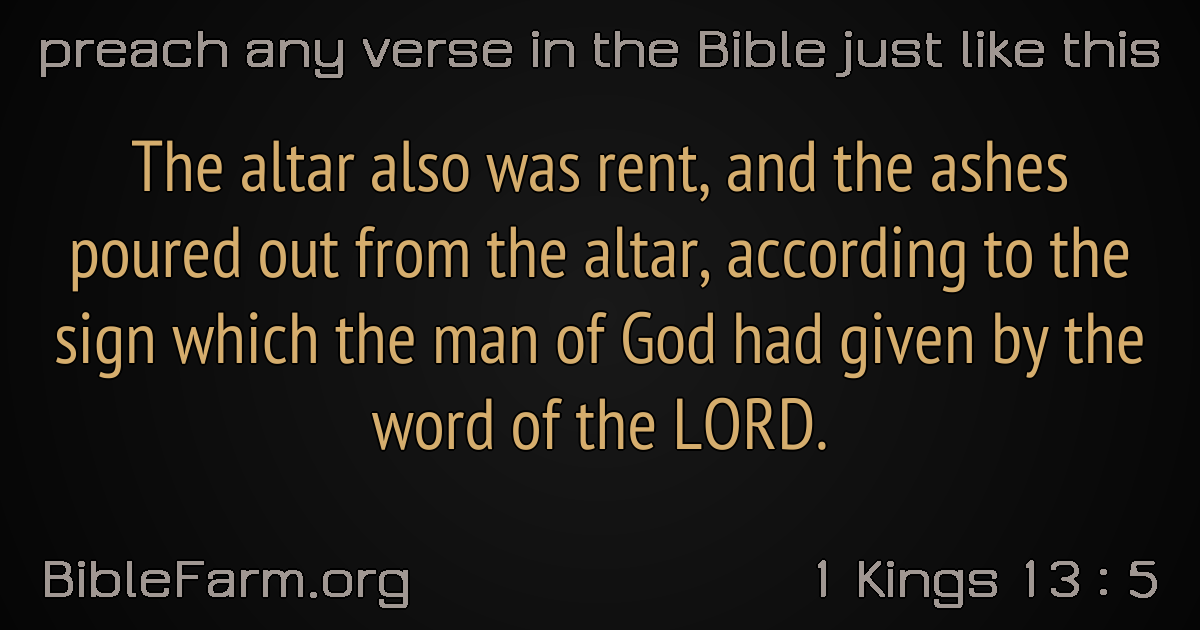 preach any verse in the Bible just like this
The altar also was rent, and the ashes
poured out from the altar, according to the
sign which the man of God had given by the
word of the LORD.
BibleFarm.org
1 Kings 13 : 5